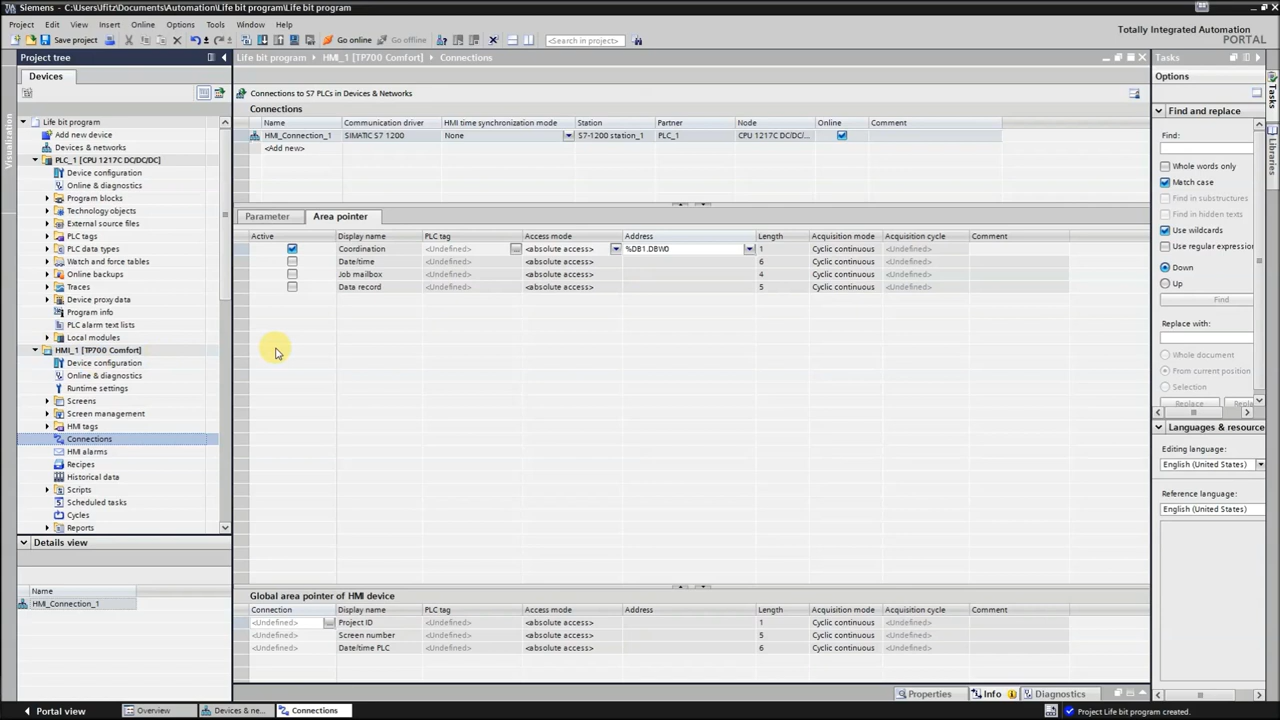 Siemens - C:\Users\lfitz\Documents\Automation\Life bit program\Life bit program
Project Edit View Insert Online Options Tools Window Help
Save project Go online Go offline <Search in project>
Totally Integrated Automation
PORTAL
Project tree
Life bit program HMI_1 [TP700 Comfort] Connections
Tasks
Devices
Options
Visualization
Connections to S7 PLCs in Devices & Networks
Connections
Name Communication driver HMI time synchronization mode Station Partner Node Online Comment
HMI_Connection_1 SIMATIC S7 1200 None S7-1200 station_1 PLC_1 CPU 1217C DC/DC/...
<Add new>
Parameter Area pointer
Active Display name PLC tag Access mode Address Length Acquisition mode Acquisition cycle Comment
Coordination <Undefined> ... <absolute access> %DB1.DBW0 1 Cyclic continuous <Undefined>
Date/time <Undefined> <absolute access> 6 Cyclic continuous <Undefined>
Job mailbox <Undefined> <absolute access> 4 Cyclic continuous <Undefined>
Data record <Undefined> <absolute access> 5 Cyclic continuous <Undefined>
Global area pointer of HMI device
Connection Display name PLC tag Access mode Address Length Acquisition mode Acquisition cycle Comment
<Undefined> ... Project ID <Undefined> <absolute access> 1 Cyclic continuous <Undefined>
<Undefined> Screen number <Undefined> <absolute access> 5 Cyclic continuous <Undefined>
<Undefined> Date/time PLC <Undefined> <absolute access> 6 Cyclic continuous <Undefined>
Life bit program
Add new device
Devices & networks
PLC_1 [CPU 1217C DC/DC/DC]
Device configuration
Online & diagnostics
Program blocks
Technology objects
External source files
PLC tags
PLC data types
Watch and force tables
Online backups
Traces
Device proxy data
Program info
PLC alarm text lists
Local modules
HMI_1 [TP700 Comfort]
Device configuration
Online & diagnostics
Runtime settings
Screens
Screen management
HMI tags
Connections
HMI alarms
Recipes
Historical data
Scripts
Scheduled tasks
Cycles
Reports
Details view
Name
HMI_Connection_1
Find and replace
Find:
Whole words only
Match case
Find in substructures
Find in hidden texts
Use wildcards
Use regular expression
Down
Up
Find
Replace with:
Whole document
From current position
Selection
Replace Repla
Languages & resource
Editing language:
English (United States)
Reference language:
English (United States)
Tasks
Libraries
Properties Info Diagnostics
Portal view Overview Devices & ne... Connections Project Life bit program created.